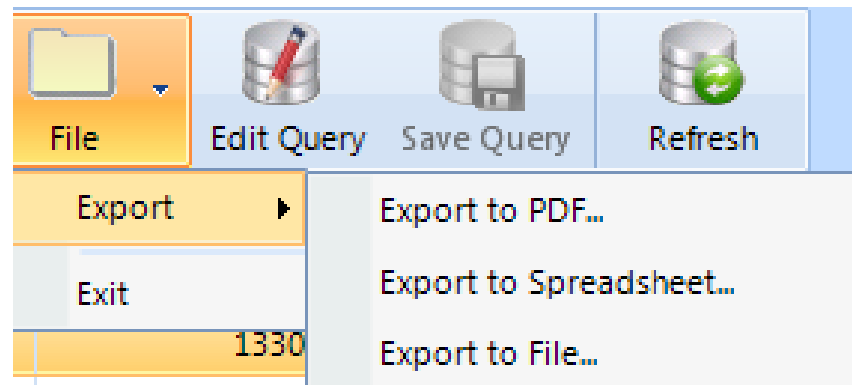 File Edit Query Save Query Refresh
Export Export to PDF...
Export to Spreadsheet...
Exit
1330
Export to File...